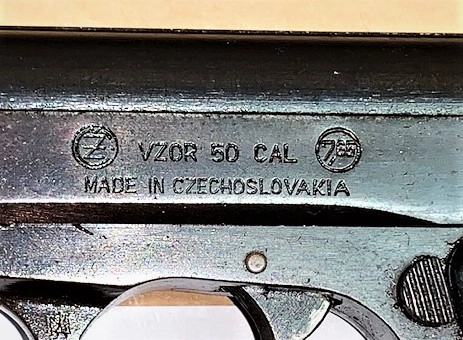 Z VZOR 50 CAL 7,65
MADE IN CZECHOSLOVAKIA